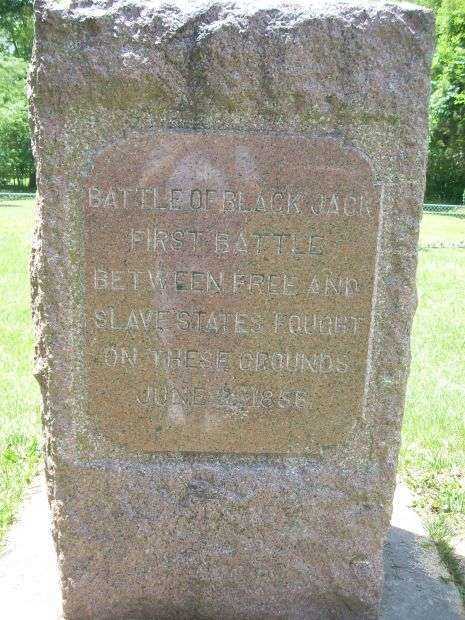 BATTLE OF BLACK JACK
FIRST BATTLE
BETWEEN FREE AND
SLAVE STATES FOUGHT
ON THESE GROUNDS
JUNE 2, 1856